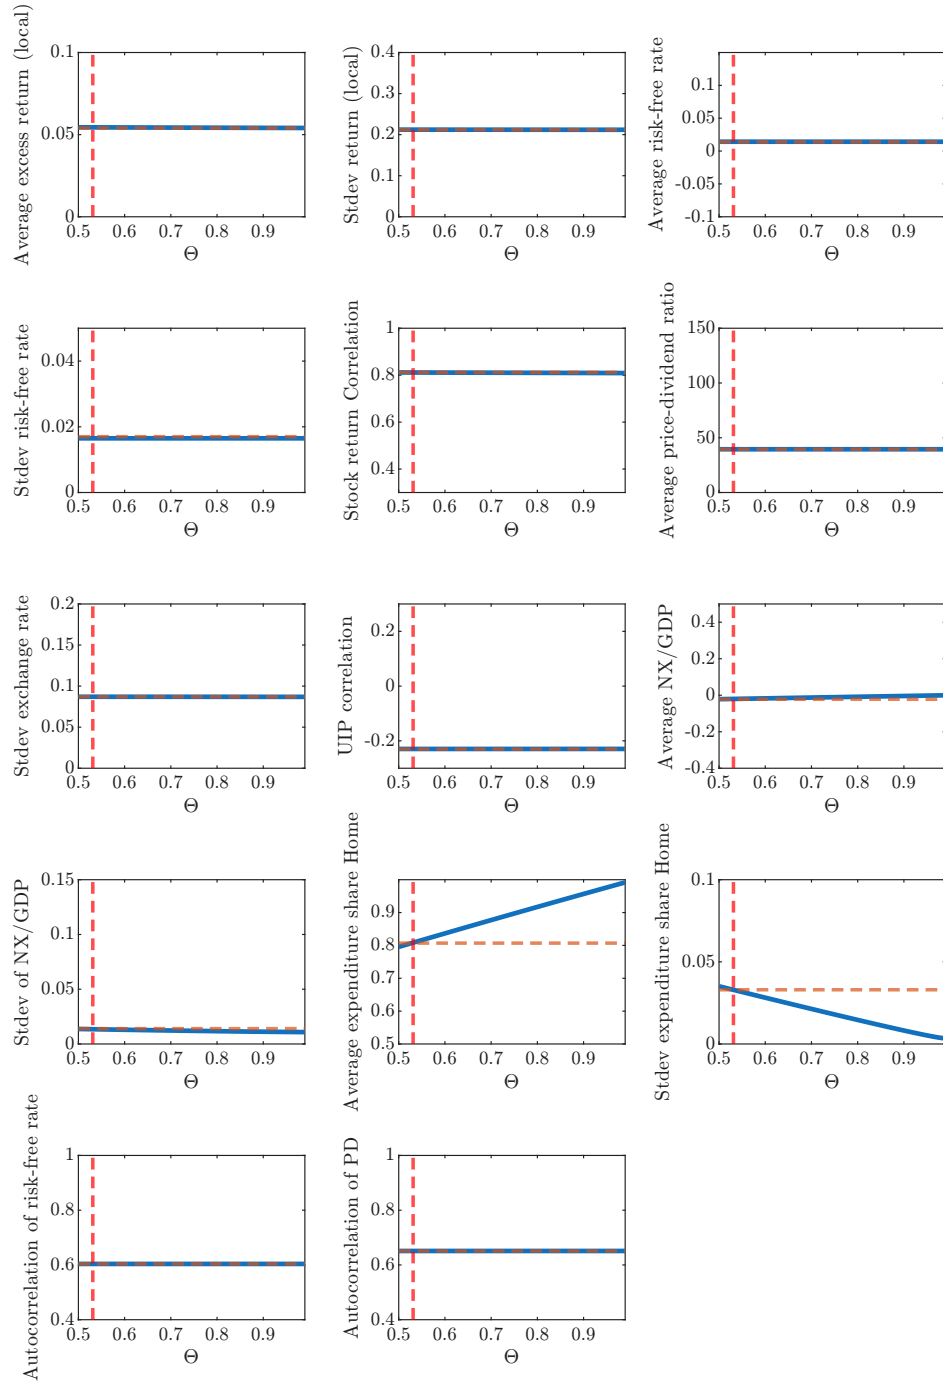 Average excess return (local)
0.1
0.05
0
0.5 0.6 0.7 0.8 0.9
Θ
Stdev return (local)
0.4
0.3
0.2
0.1
0
0.5 0.6 0.7 0.8 0.9
Θ
Average risk-free rate
0.15
0.1
0.05
0
-0.05
-0.1
0.5 0.6 0.7 0.8 0.9
Θ
Stdev risk-free rate
0.04
0.02
0
0.5 0.6 0.7 0.8 0.9
Θ
Stock return Correlation
1
0.8
0.6
0.4
0.5 0.6 0.7 0.8 0.9
Θ
Average price-dividend ratio
150
100
50
0
0.5 0.6 0.7 0.8 0.9
Θ
Stdev exchange rate
0.2
0.15
0.1
0.05
0
0.5 0.6 0.7 0.8 0.9
Θ
UIP correlation
0.2
0
-0.2
0.5 0.6 0.7 0.8 0.9
Θ
Average NX/GDP
0.4
0.2
0
-0.2
-0.4
0.5 0.6 0.7 0.8 0.9
Θ
Stdev of NX/GDP
0.15
0.1
0.05
0
0.5 0.6 0.7 0.8 0.9
Θ
Average expenditure share Home
0.9
0.8
0.7
0.6
0.5
0.5 0.6 0.7 0.8 0.9
Θ
Stdev expenditure share Home
0.1
0.05
0
0.5 0.6 0.7 0.8 0.9
Θ
Autocorrelation of risk-free rate
1
0.8
0.6
0.4
0.5 0.6 0.7 0.8 0.9
Θ
Autocorrelation of PD
1
0.8
0.6
0.4
0.5 0.6 0.7 0.8 0.9
Θ